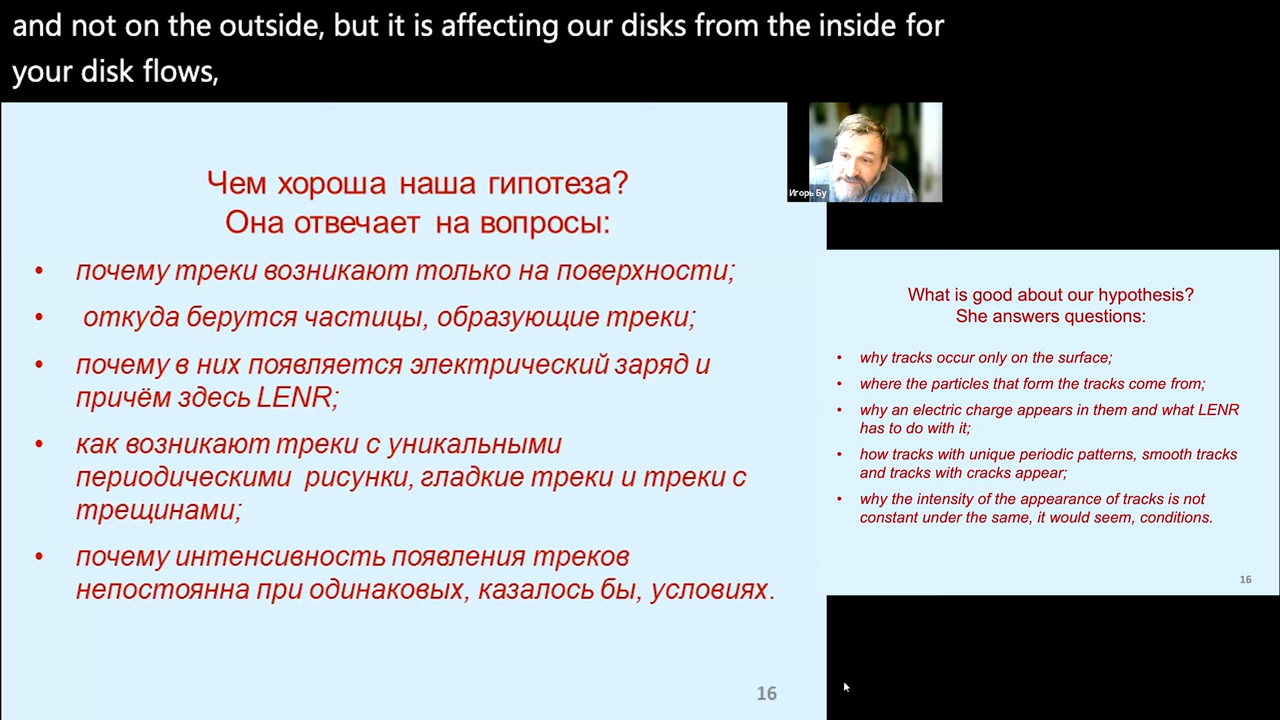 and not on the outside, but it is affecting our disks from the inside for
your disk flows,
Чем хороша наша гипотеза?
Она отвечает на вопросы:
• почему треки возникают только на поверхности;
• откуда берутся частицы, образующие треки;
• почему в них появляется электрический заряд и
причём здесь LENR;
• как возникают треки с уникальными
периодическими рисунки, гладкие треки и треки с
трещинами;
• почему интенсивность появления треков
непостоянна при одинаковых, казалось бы, условиях.
16
Игорь Бу
What is good about our hypothesis?
She answers questions:
• why tracks occur only on the surface;
• where the particles that form the tracks come from;
• why an electric charge appears in them and what LENR
has to do with it;
• how tracks with unique periodic patterns, smooth tracks
and tracks with cracks appear;
• why the intensity of the appearance of tracks is not
constant under the same, it would seem, conditions.
16